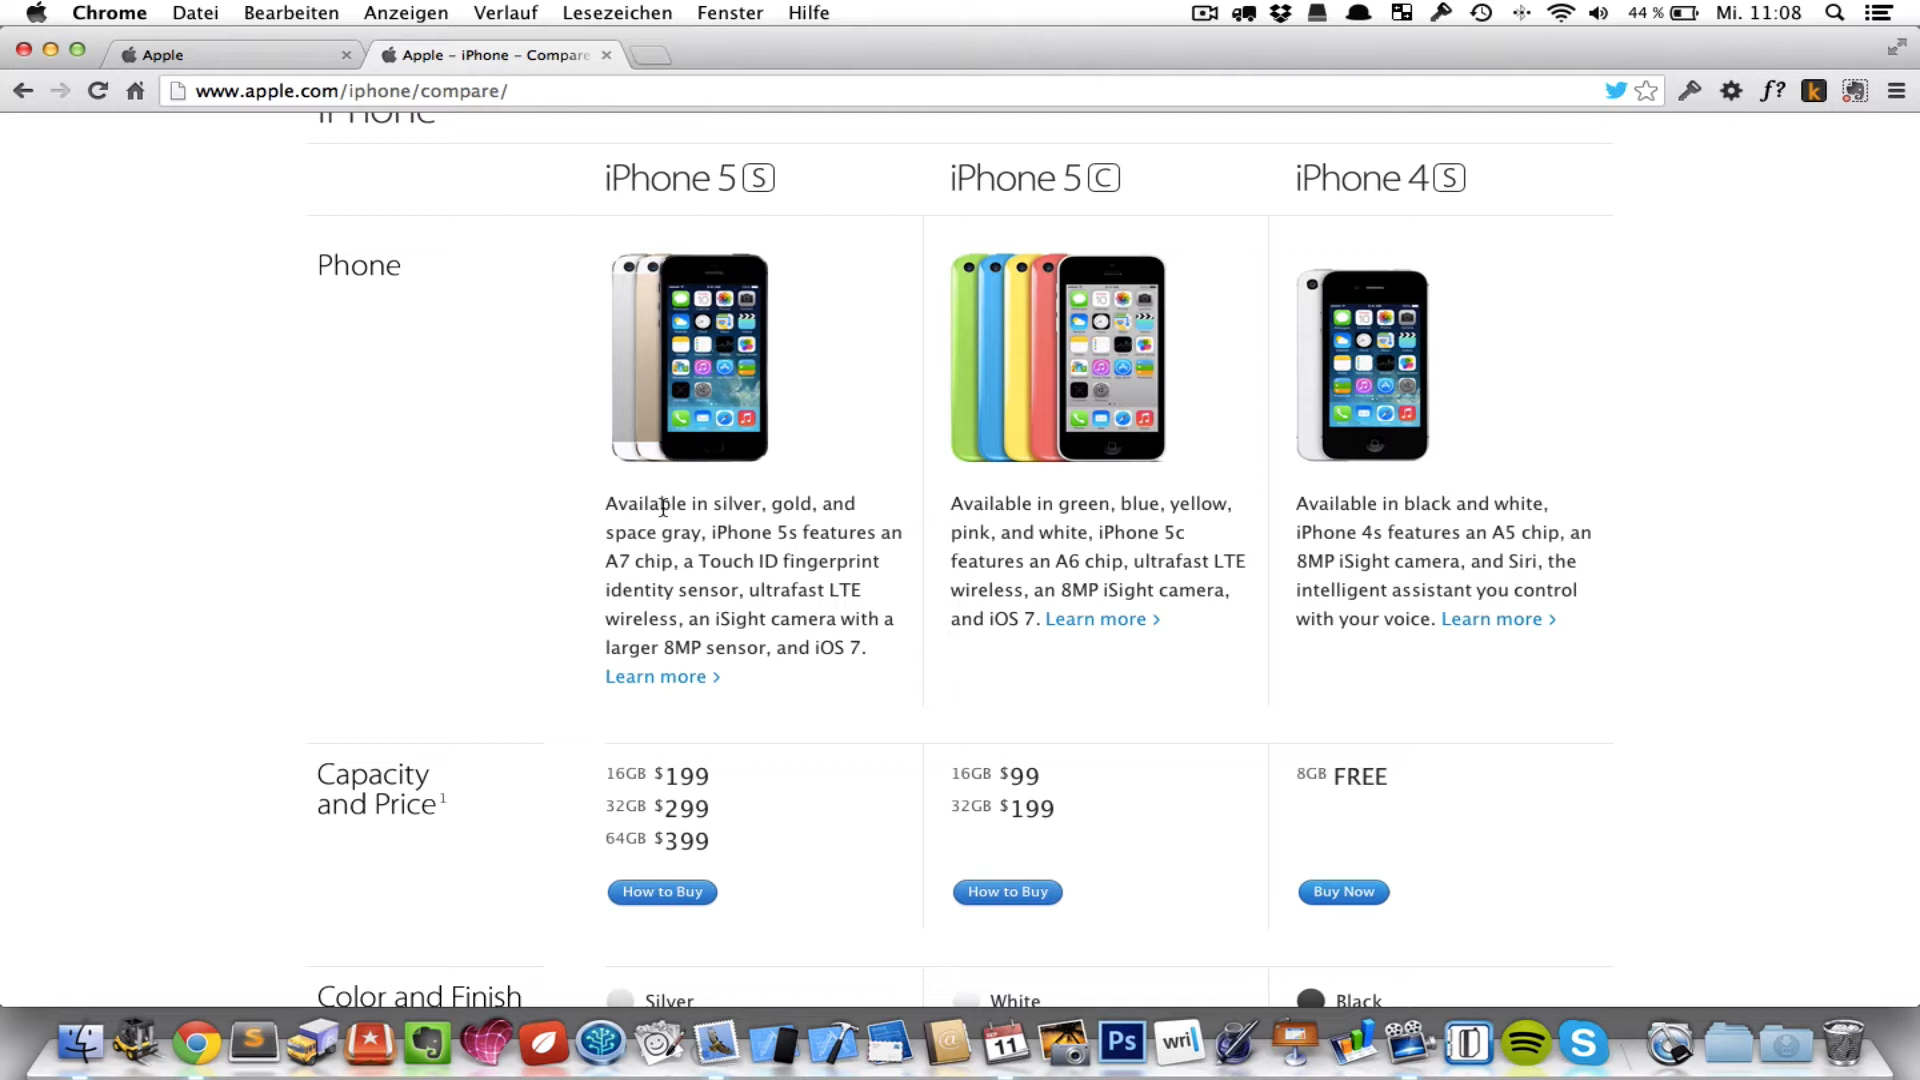 Chrome Datei Bearbeiten Anzeigen Verlauf Lesezeichen Fenster Hilfe 44 % Mi. 11:08
Apple Apple – iPhone – Compare
www.apple.com/iphone/compare/ f? k
iPhone
iPhone 5 S iPhone 5 C iPhone 4 S
Phone
Available in silver, gold, and
space gray, iPhone 5s features an
A7 chip, a Touch ID fingerprint
identity sensor, ultrafast LTE
wireless, an iSight camera with a
larger 8MP sensor, and iOS 7.
Learn more >
Available in green, blue, yellow,
pink, and white, iPhone 5c
features an A6 chip, ultrafast LTE
wireless, an 8MP iSight camera,
and iOS 7. Learn more >
Available in black and white,
iPhone 4s features an A5 chip, an
8MP iSight camera, and Siri, the
intelligent assistant you control
with your voice. Learn more >
Capacity
and Price1
16GB $199
32GB $299
64GB $399
How to Buy
16GB $99
32GB $199
How to Buy
8GB FREE
Buy Now
Color and Finish Silver White Black
S 11 Ps wri S